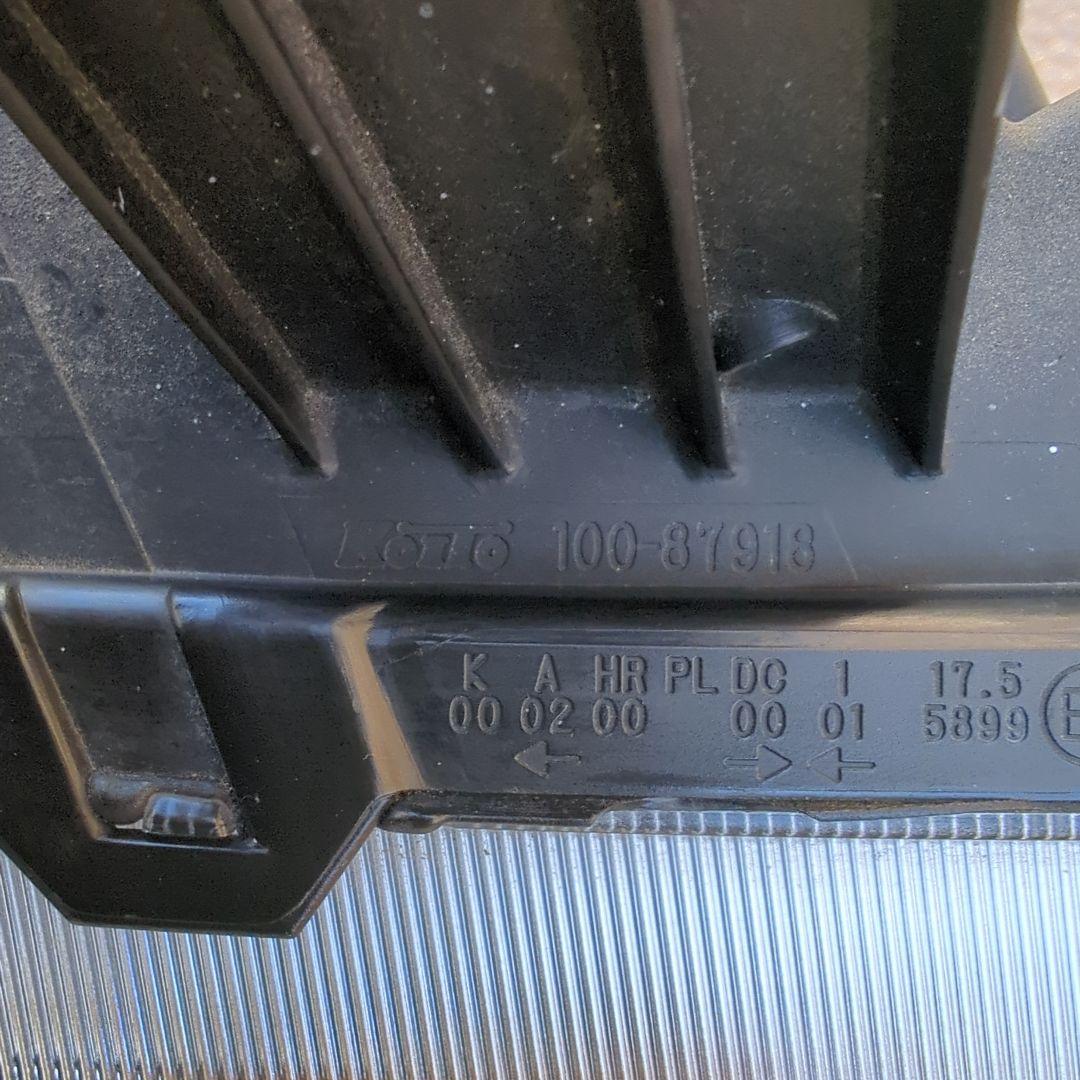 KOITO 100-87918
K A HR PL DC 1 17.5
00 02 00 00 01 5899
← → ←